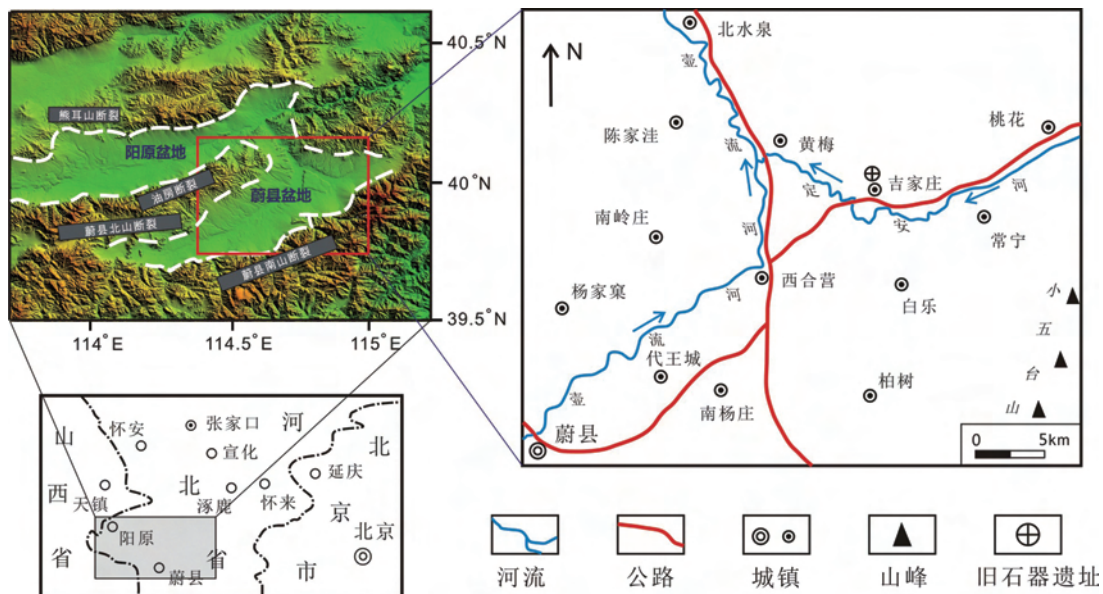 40.5°N
40°N
39.5°N
114°E
114.5°E
115°E
熊耳山断裂
阳原盆地
油房断裂
蔚县盆地
蔚县北山断裂
蔚县南山断裂
N
北水泉
壶
陈家洼
流
黄梅
桃花
定
吉家庄
河
南岭庄
河
安
常宁
西合营
杨家窠
河
白乐
小
流
五
代王城
台
南杨庄
柏树
壶
山
蔚县
0 5km
山
怀安
张家口
河
宣化
北
延庆
西
天镇
北
涿鹿
怀来
京
阳原
北京
省
省
蔚县
市
河流
公路
城镇
山峰
旧石器遗址